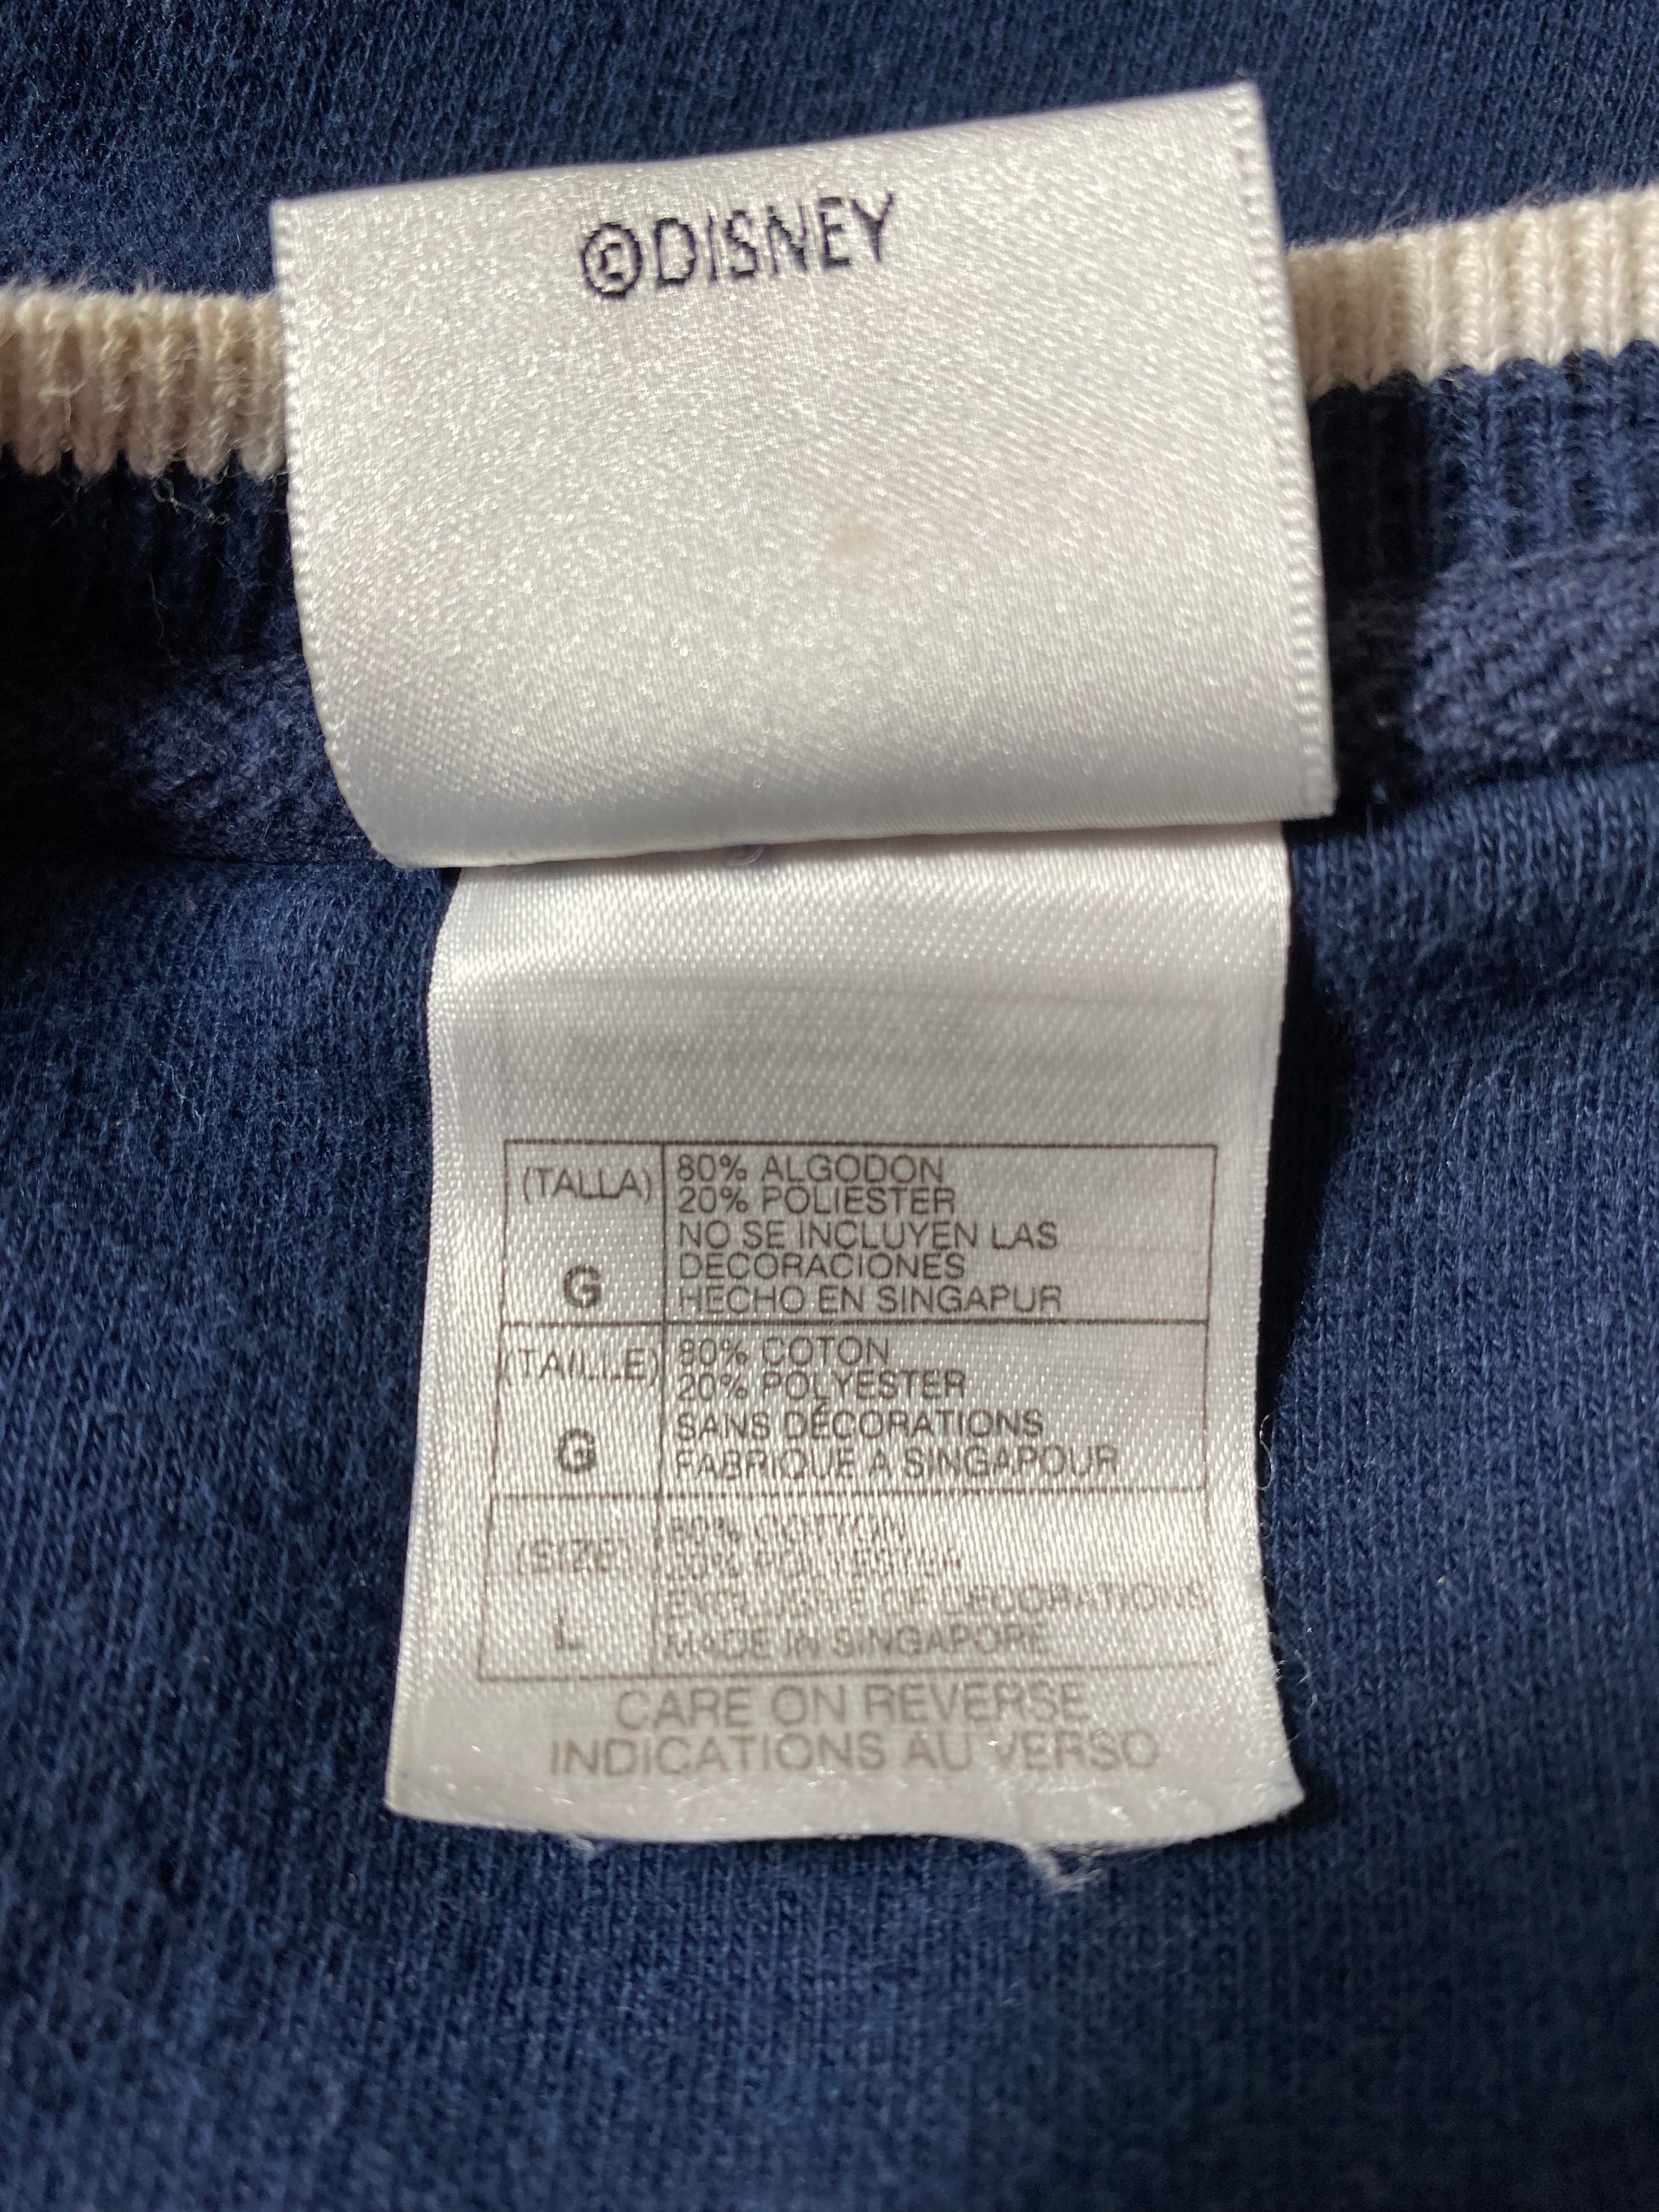 ©DISNEY
(TALLA)
G
80% ALGODON
20% POLIESTER
NO SE INCLUYEN LAS
DECORACIONES
HECHO EN SINGAPUR
(TAILLE)
G
80% COTON
20% POLYESTER
SANS DÉCORATIONS
FABRIQUE A SINGAPOUR
(SIZE)
L
80% COTTON
20% POLYESTER
EXCLUSIVE OF DECORATIONS
MADE IN SINGAPORE
CARE ON REVERSE
INDICATIONS AU VERSO